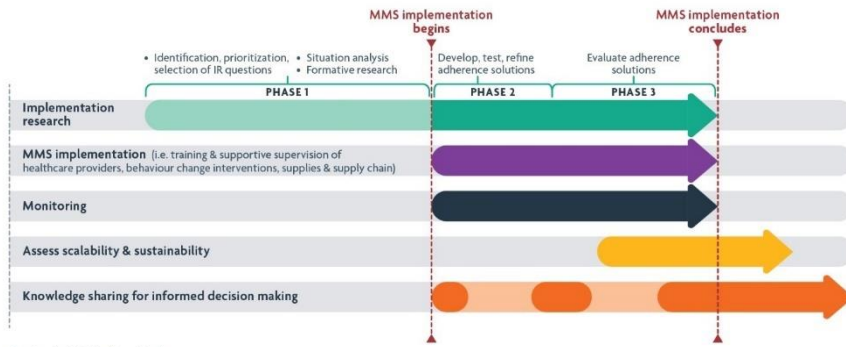 MMS implementation
begins
MMS implementation
concludes
• Identification, prioritization,
selection of IR questions
• Situation analysis
• Formative research
Develop, test, refine
adherence solutions
Evaluate adherence
solutions
PHASE 1
PHASE 2
PHASE 3
Implementation
research
MMS implementation (i.e. training & supportive supervision of
healthcare providers, behaviour change interventions, supplies & supply chain)
Monitoring
Assess scalability & sustainability
Knowledge sharing for informed decision making